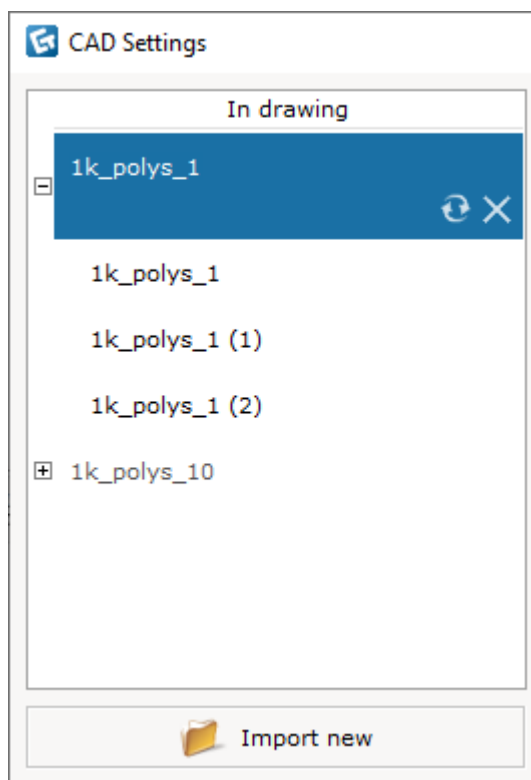 CAD Settings
In drawing
1k_polys_1
1k_polys_1
1k_polys_1 (1)
1k_polys_1 (2)
1k_polys_10
Import new